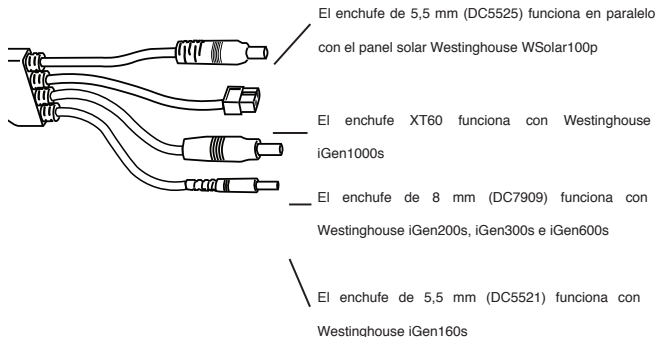 El enchufe de 5,5 mm (DC5525) funciona en paralelo
con el panel solar Westinghouse WSolar100p
El enchufe XT60 funciona con Westinghouse
iGen1000s
El enchufe de 8 mm (DC7909) funciona con
Westinghouse iGen200s, iGen300s e iGen600s
El enchufe de 5,5 mm (DC5521) funciona con
Westinghouse iGen160s